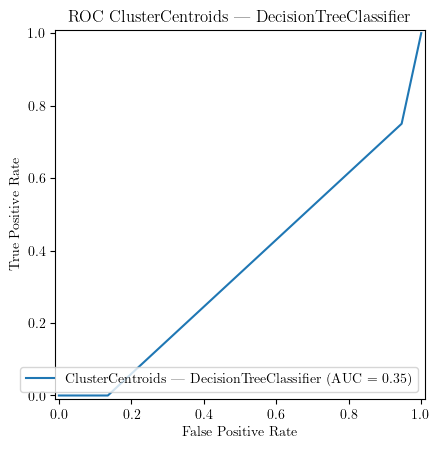 ROC ClusterCentroids — DecisionTreeClassifier
True Positive Rate
1.0
0.8
0.6
0.4
0.2
0.0
ClusterCentroids — DecisionTreeClassifier (AUC = 0.35)
0.0 0.2 0.4 0.6 0.8 1.0
False Positive Rate